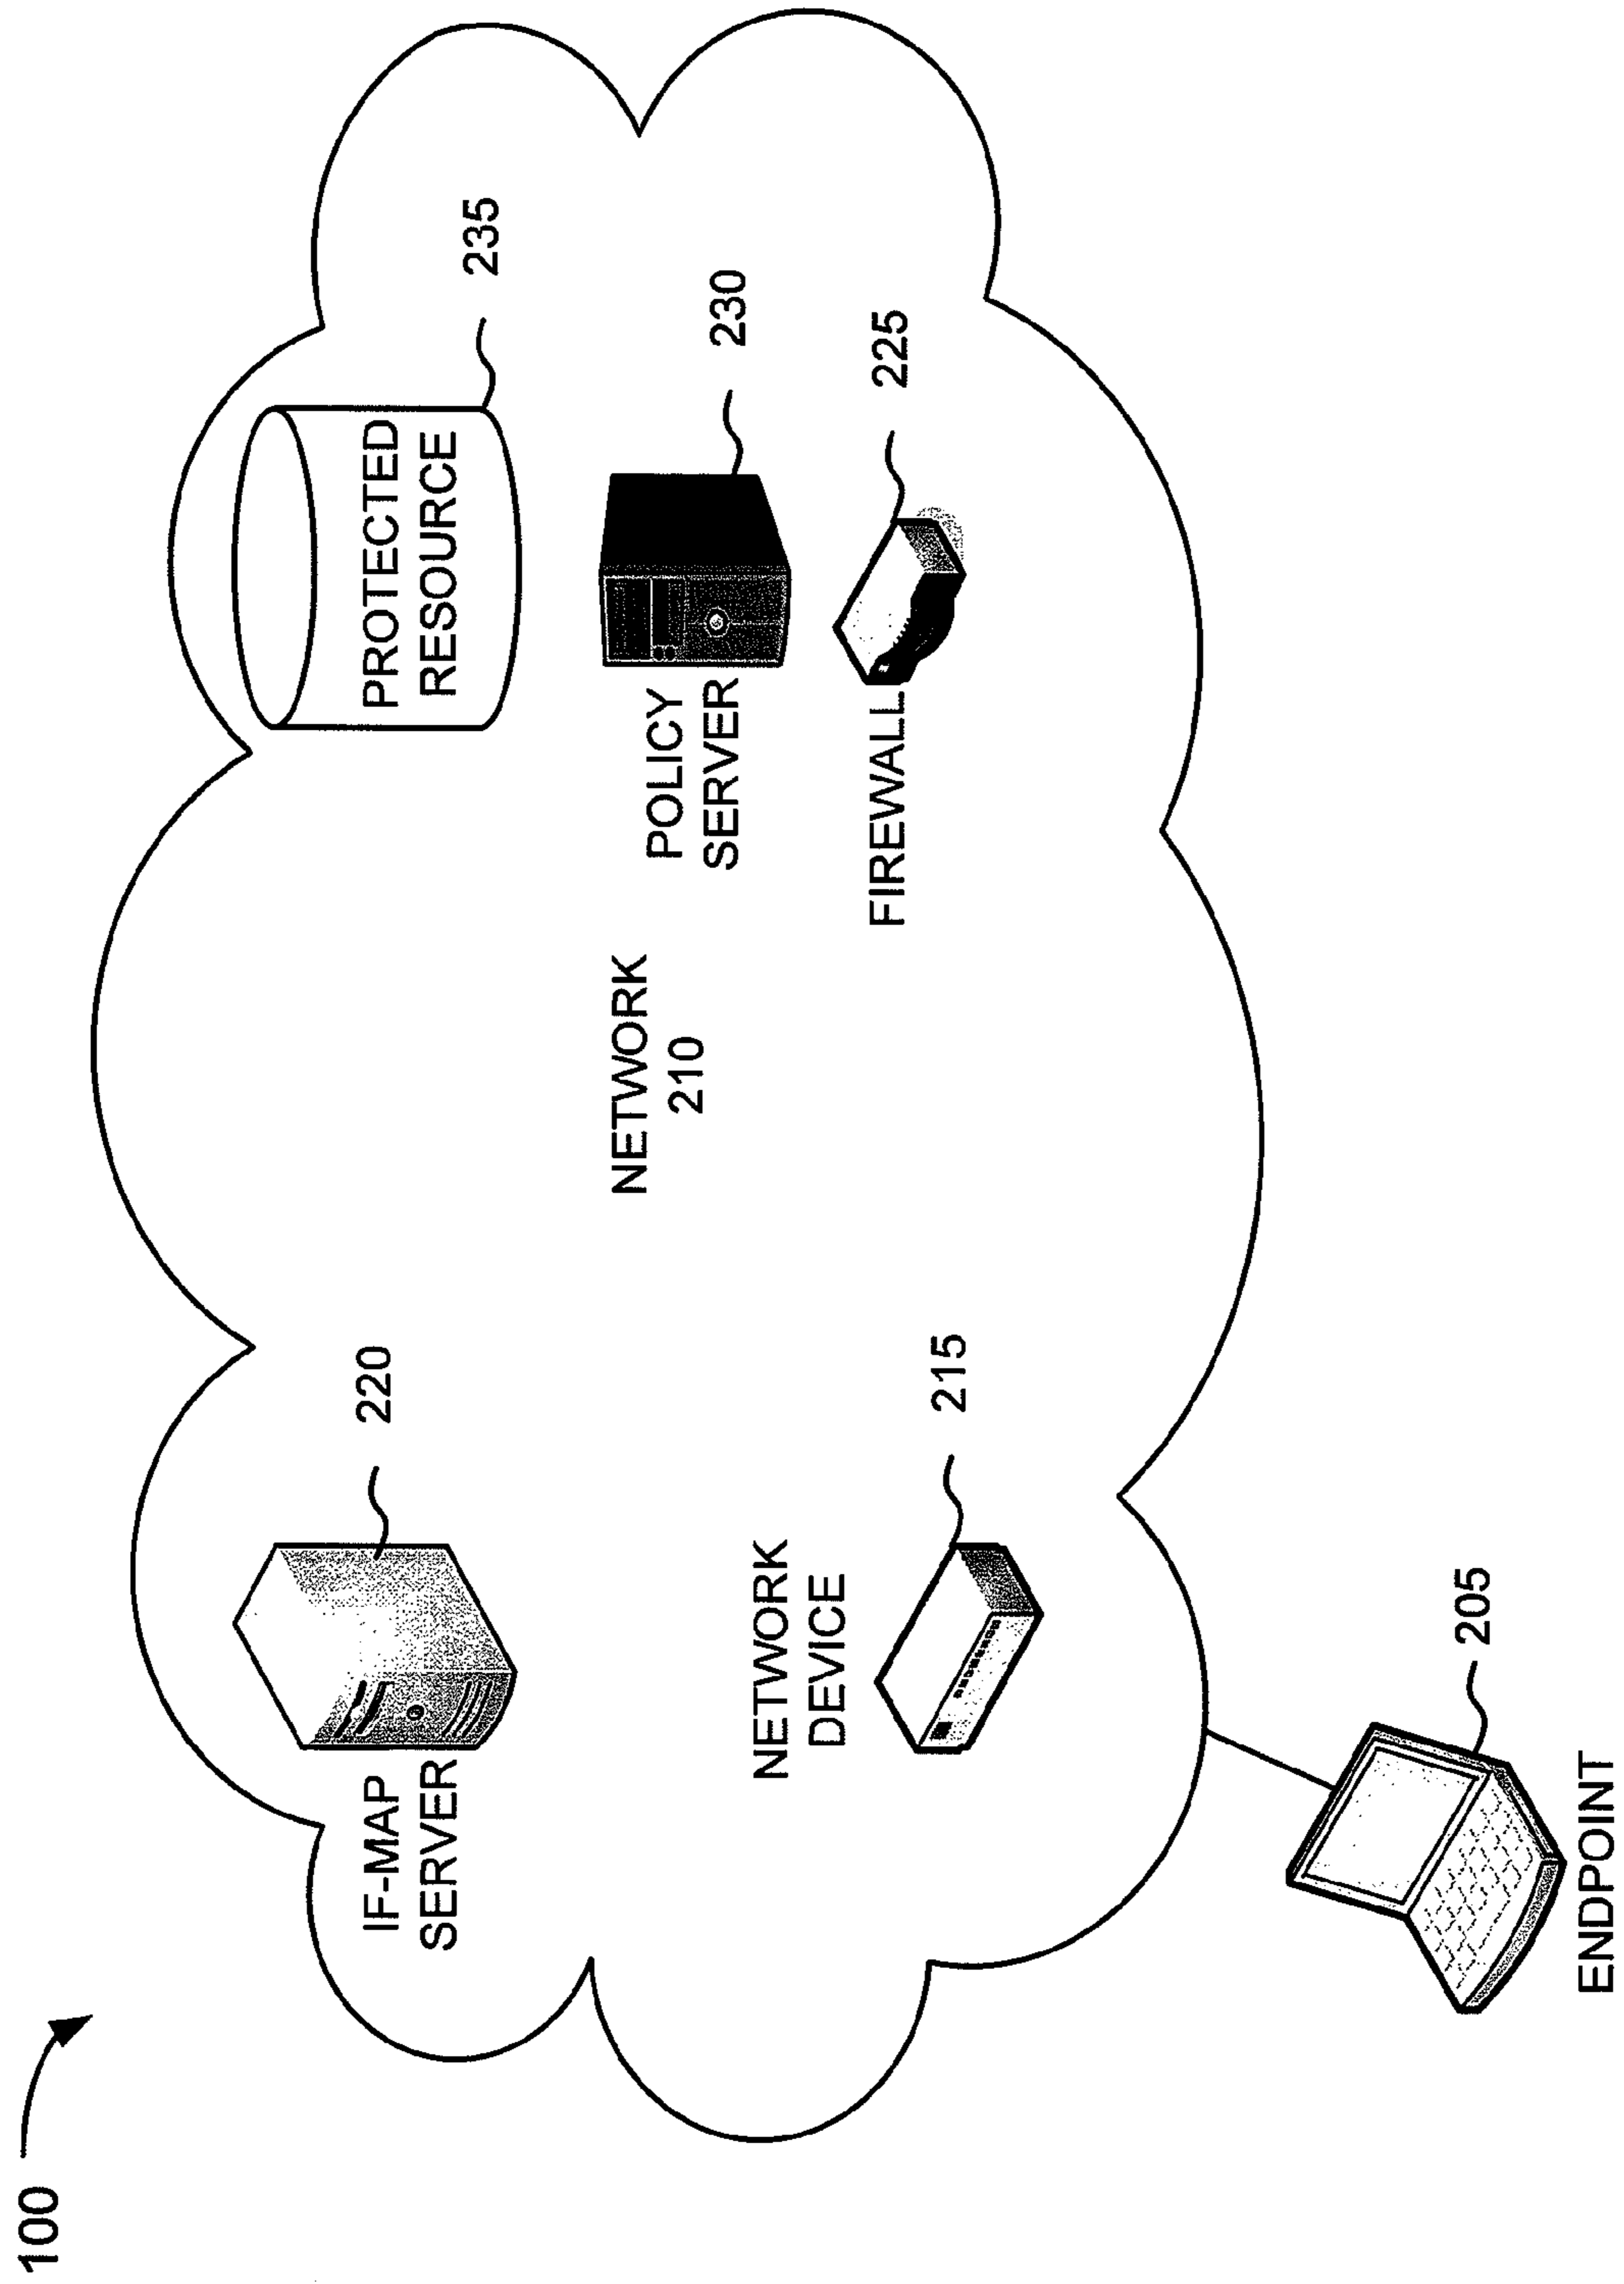 100
IF-MAP
SERVER
220
PROTECTED
RESOURCE
235
NETWORK
210
POLICY
SERVER
230
NETWORK
DEVICE
215
FIREWALL
225
205
ENDPOINT